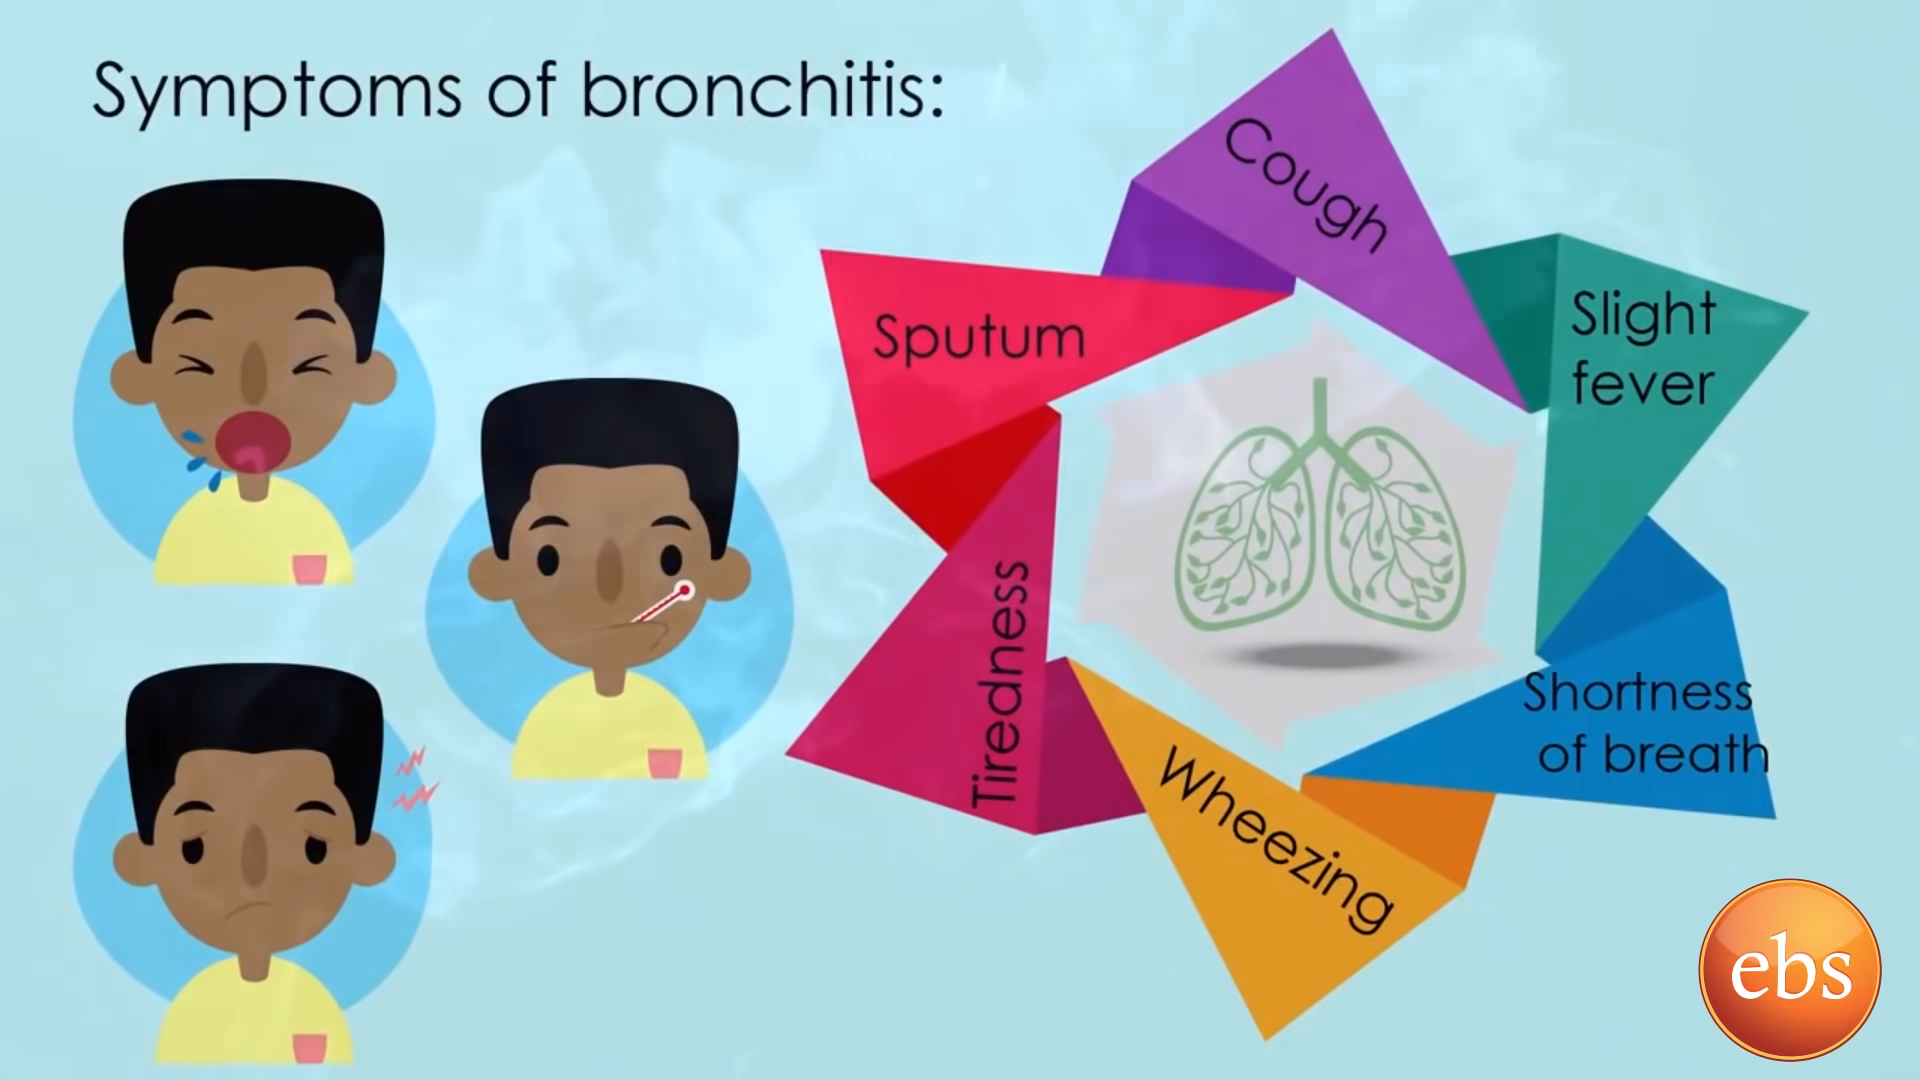 Symptoms of bronchitis:
Cough
Slight
fever
Shortness
of breath
Wheezing
Tiredness
Sputum
ebs